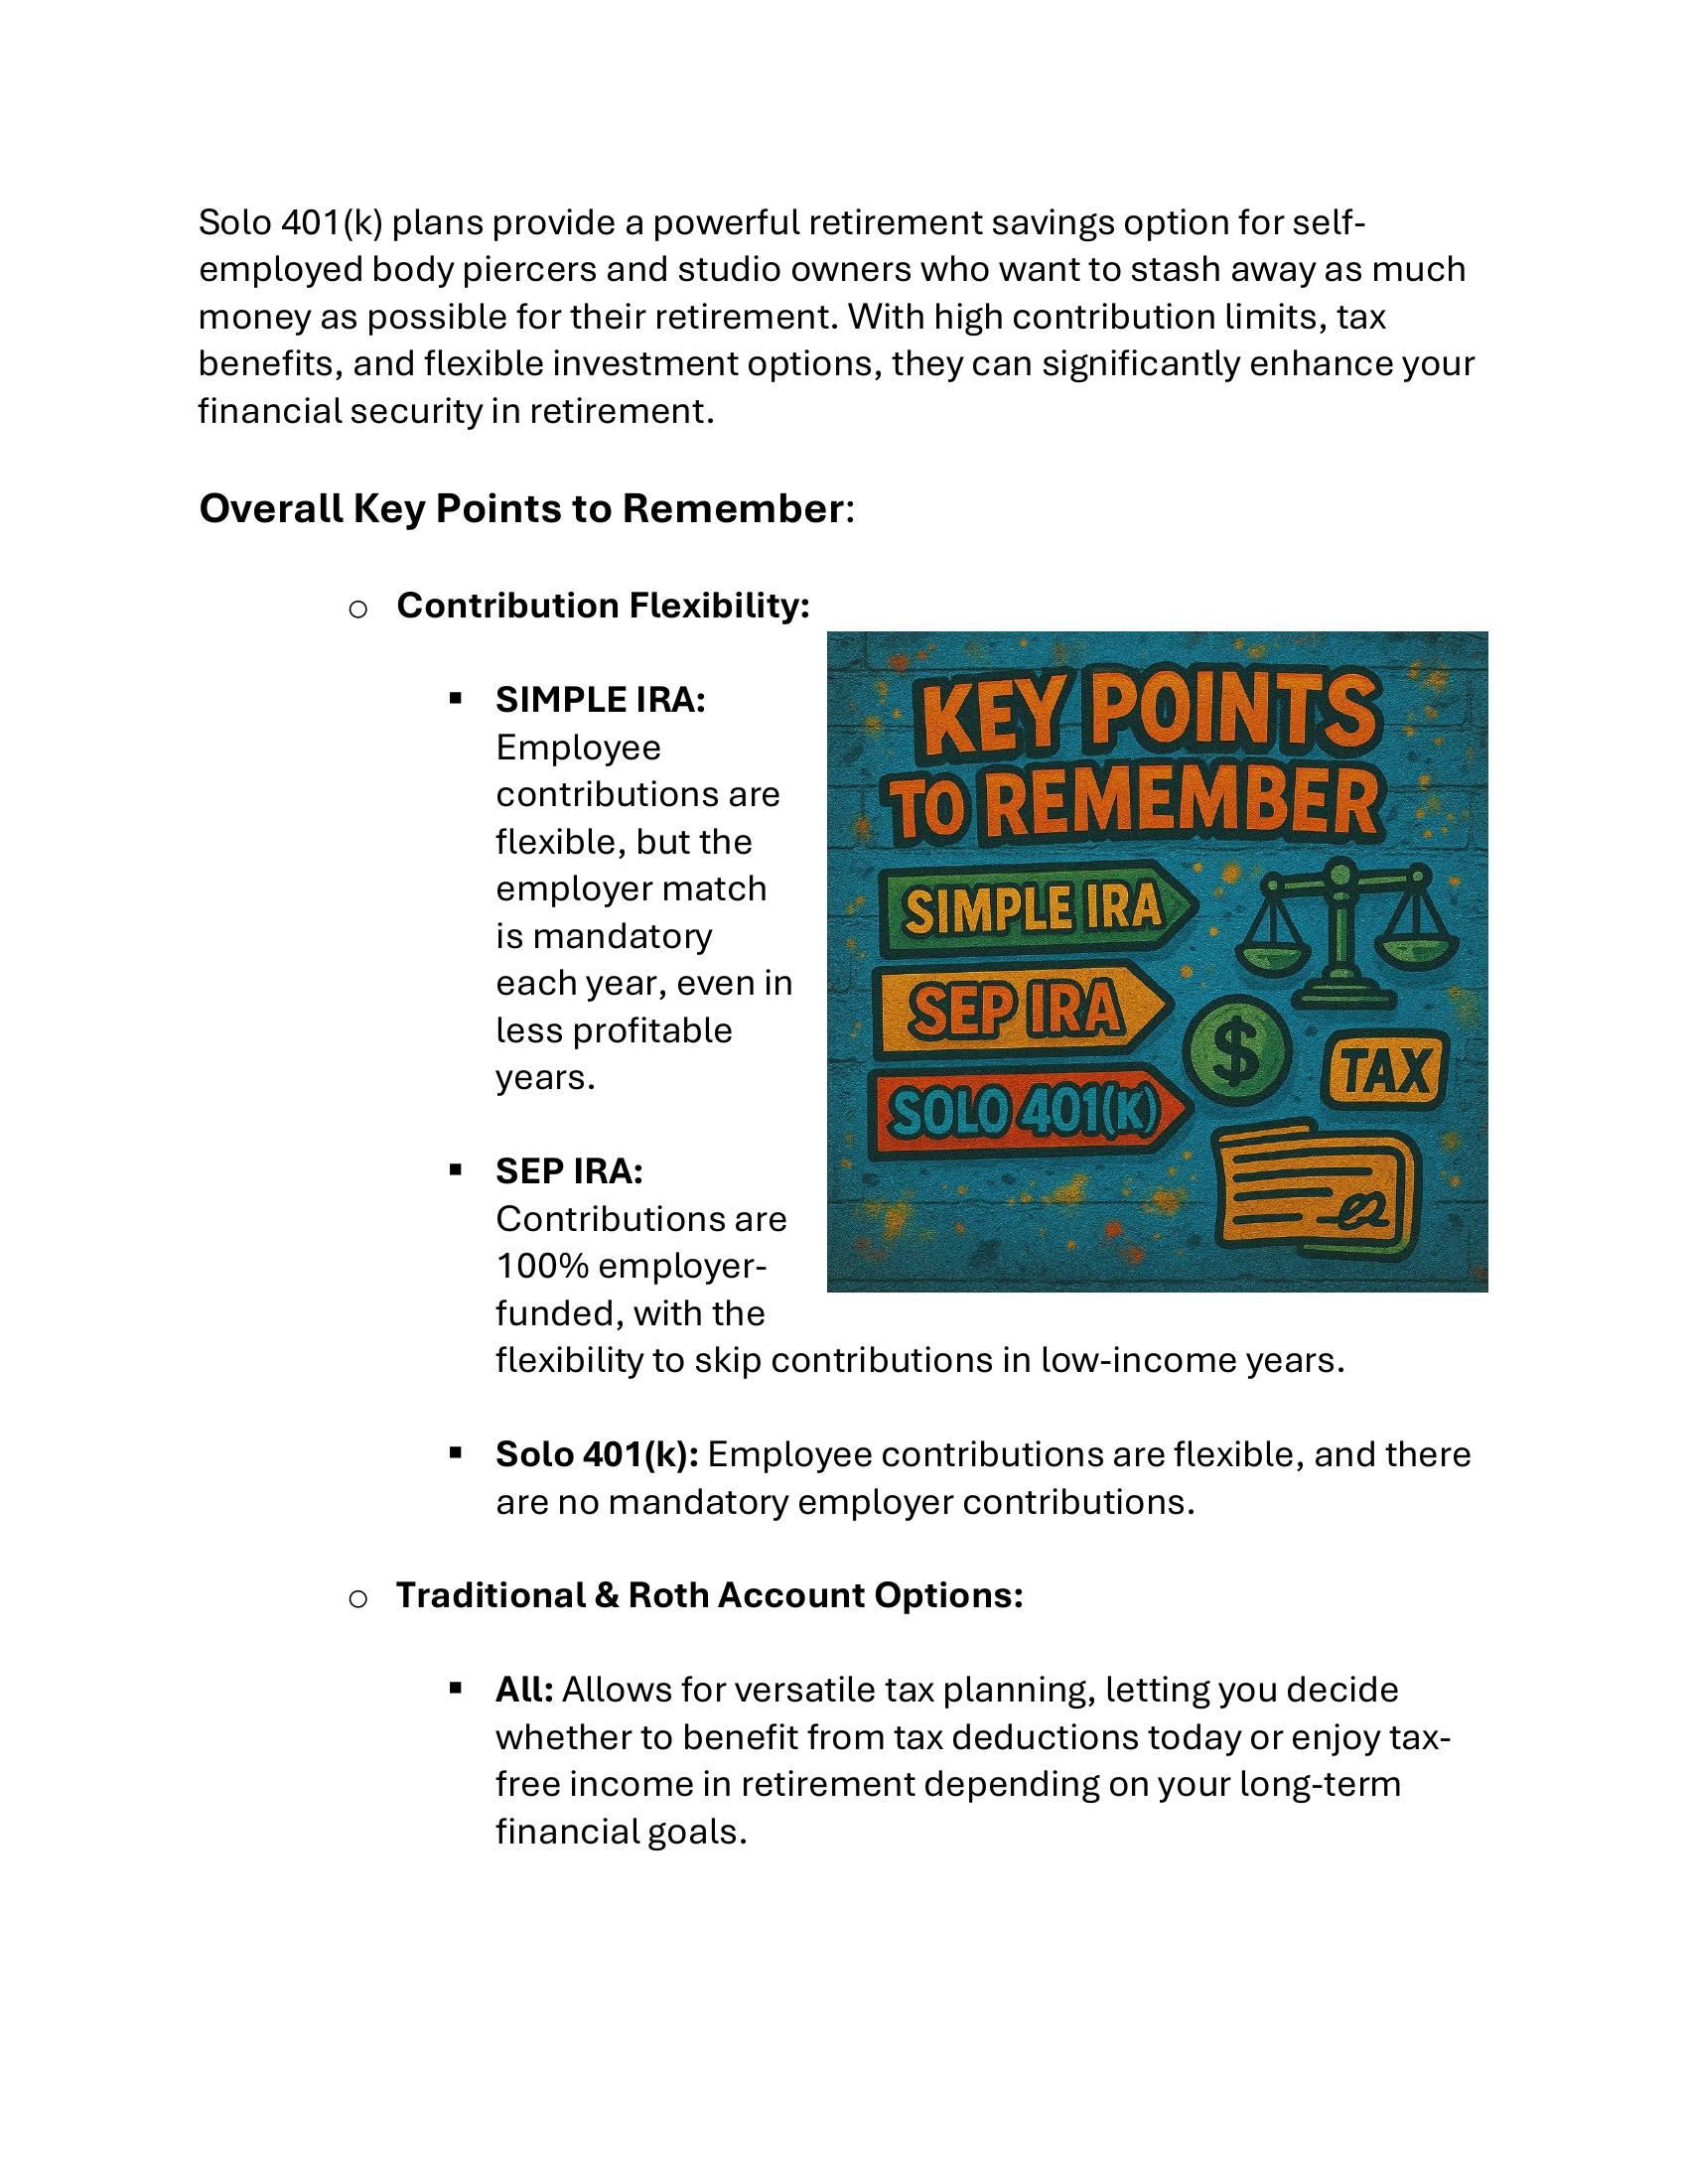 Solo 401(k) plans provide a powerful retirement savings option for self-
employed body piercers and studio owners who want to stash away as much
money as possible for their retirement. With high contribution limits, tax
benefits, and flexible investment options, they can significantly enhance your
financial security in retirement.
Overall Key Points to Remember:
o Contribution Flexibility:
▪ SIMPLE IRA:
Employee
contributions are
flexible, but the
employer match
is mandatory
each year, even in
less profitable
years.
▪ SEP IRA:
Contributions are
100% employer-
funded, with the
flexibility to skip contributions in low-income years.
KEY POINTS
TO REMEMBER
SIMPLE IRA
SEP IRA
$
TAX
SOLO 401(K)
▪ Solo 401(k): Employee contributions are flexible, and there
are no mandatory employer contributions.
o Traditional & Roth Account Options:
▪ All: Allows for versatile tax planning, letting you decide
whether to benefit from tax deductions today or enjoy tax-
free income in retirement depending on your long-term
financial goals.